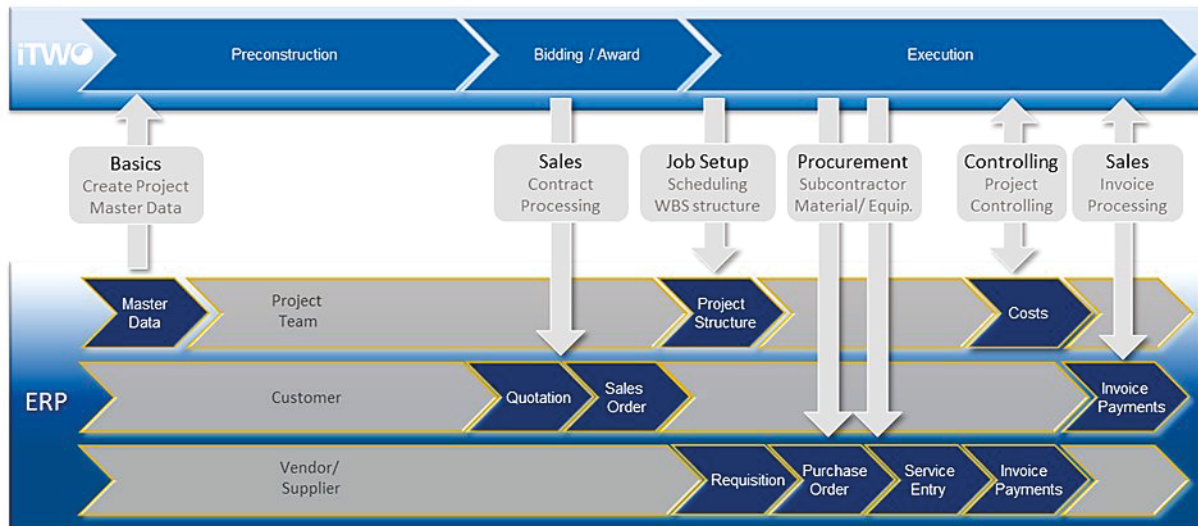 iTWO
Preconstruction
Bidding / Award
Execution
Basics
Create Project
Master Data
Sales
Contract
Processing
Job Setup
Scheduling
WBS structure
Procurement
Subcontractor
Material/ Equip.
Controlling
Project
Controlling
Sales
Invoice
Processing
ERP
Master
Data
Project
Team
Project
Structure
Costs
Customer
Quotation
Sales
Order
Invoice
Payments
Vendor/
Supplier
Requisition
Purchase
Order
Service
Entry
Invoice
Payments